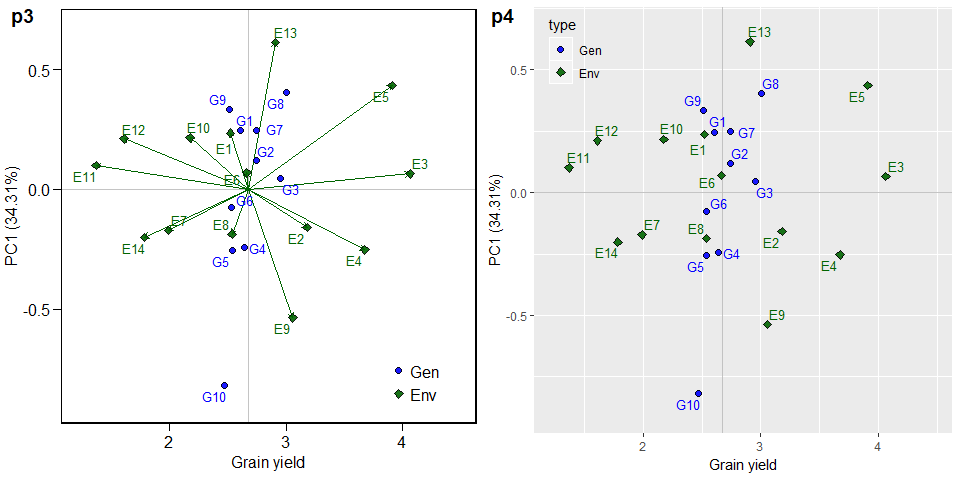 p3
PC1 (34.31%)
0.5
0.0
-0.5
E13
E5
G9
G8
G1
G7
E12
E10
E1
G2
E11
E6
E3
G3
G6
E7
E8
E2
E14
G5
G4
E4
E9
G10
Gen
Env
2
3
4
Grain yield
p4
type
Gen
Env
PC1 (34.31%)
0.5
0.0
-0.5
E13
G8
E5
G9
G1
G7
E12
E10
E1
G2
E11
E6
E3
G3
G6
E7
E8
E2
E14
G4
G5
E4
E9
G10
2
3
4
Grain yield